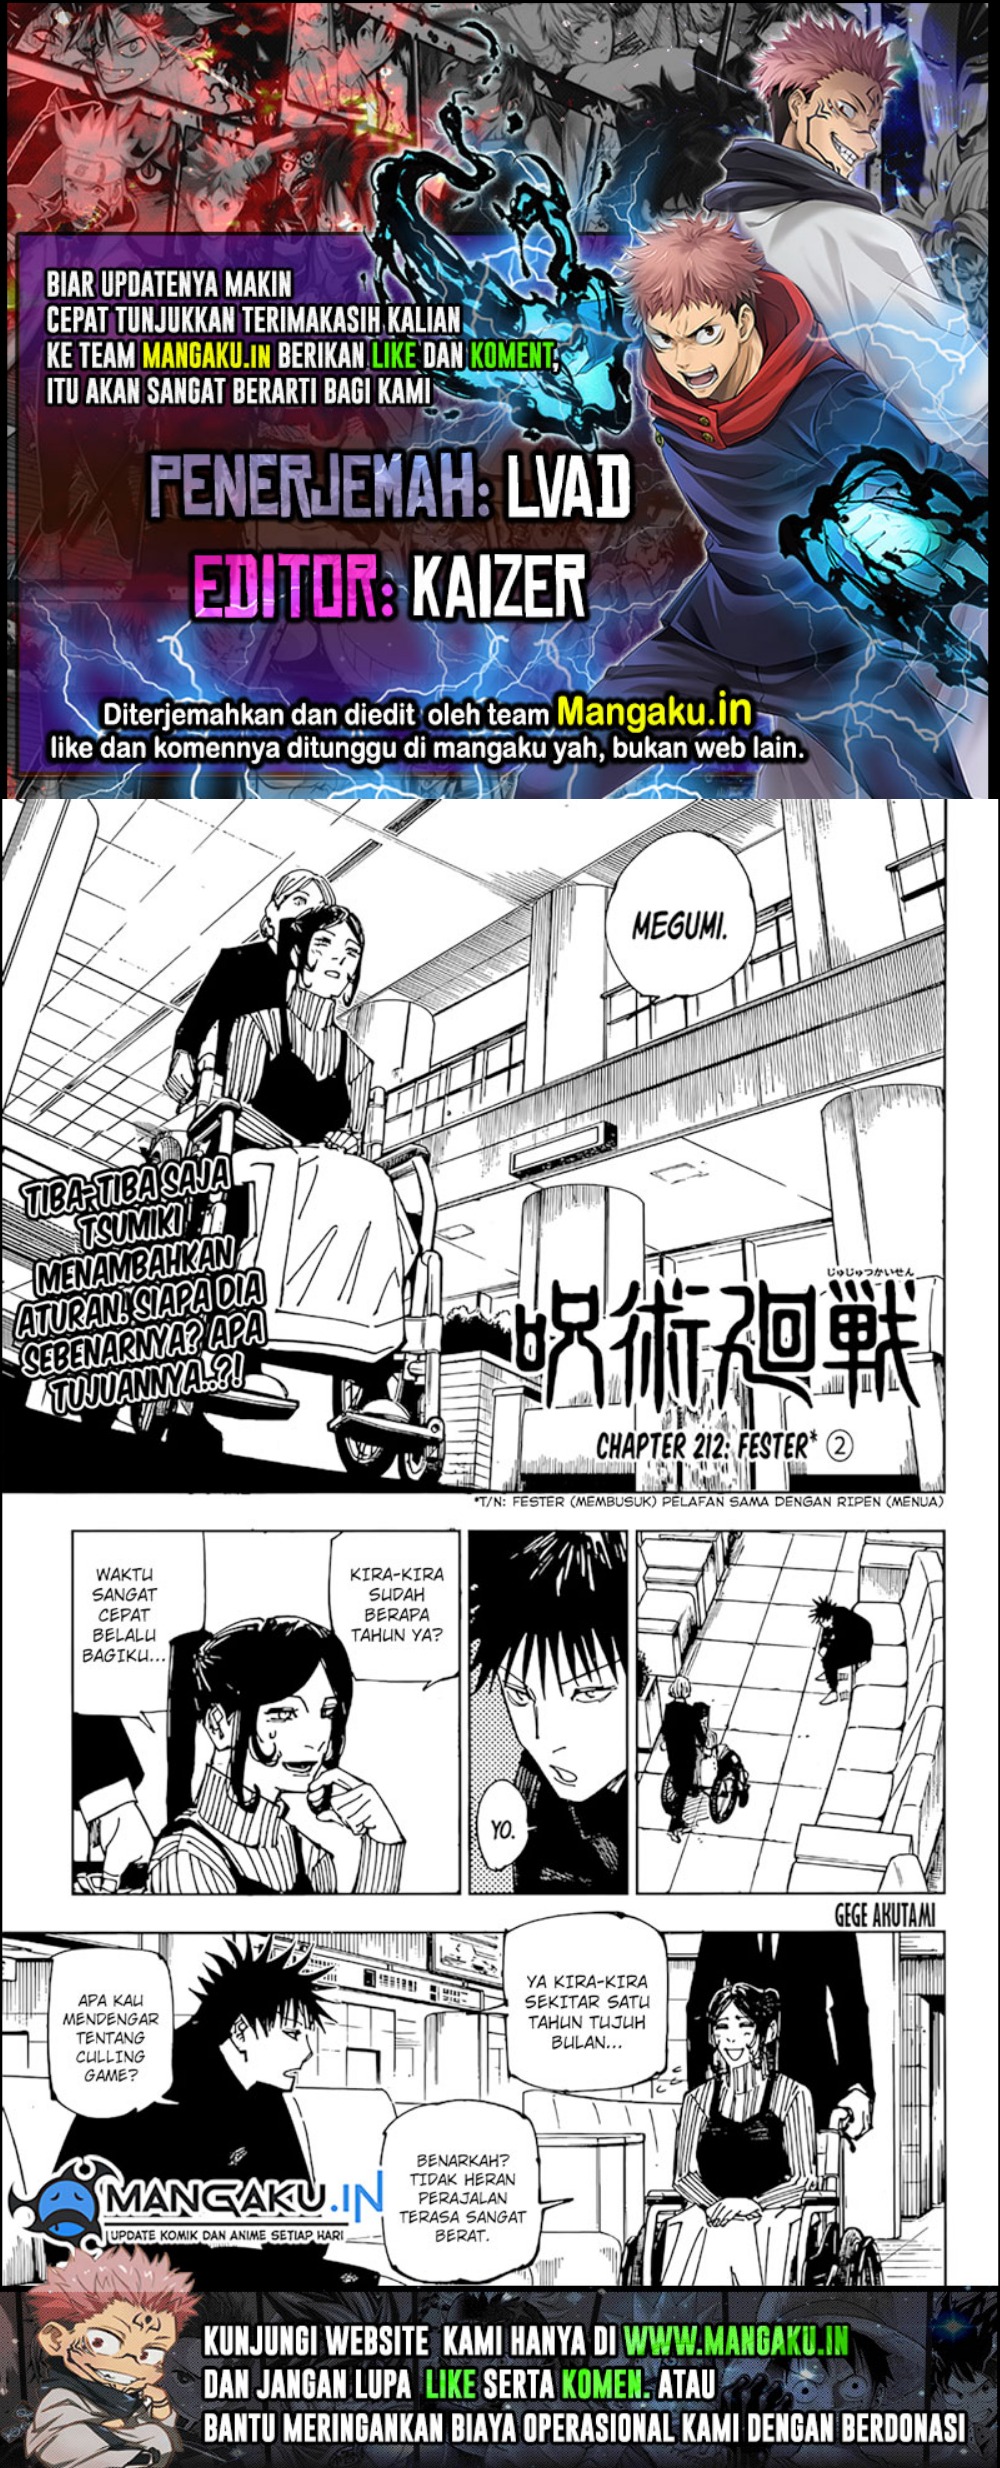 BIAR UPDATENYA MAKIN
CEPAT TUNJUKKAN TERIMAKASIH KALIAN
KE TEAM MANGAKU.IN BERIKAN LIKE DAN KOMENT,
ITU AKAN SANGAT BERARTI BAGI KAMI
PENERJEMAH: LVAD
EDITOR: KAIZER
Diterjemahkan dan diedit oleh team Mangaku.in
like dan komennya ditunggu di mangaku yah, bukan web lain.
MEGUMI.
TIBA-TIBA SAJA
TSUMIKI
MENAMBAHKAN
ATURAN! SIAPA DIA
SEBENARNYA? APA
TUJUANNYA..?!
じゅじゅつかいせん
呪術廻戦
CHAPTER 212: FESTER* ②
*T/N: FESTER (MEMBUSUK) PELAFAN SAMA DENGAN RIPEN (MENUA)
KIRA-KIRA
SUDAH
BERAPA
TAHUN YA?
WAKTU
SANGAT
CEPAT
BELALU
BAGIKU...
YO.
GEGE AKUTAMI
YA KIRA-KIRA
SEKITAR SATU
TAHUN TUJUH
BULAN...
BENARKAH?
TIDAK HERAN
PERAJALAN
TERASA SANGAT
BERAT.
APA KAU
MENDENGAR
TENTANG
CULLING
GAME?
MANGAKU.IN
UPDATE KOMIK DAN ANIME SETIAP HARI
KUNJUNGI WEBSITE KAMI HANYA DI WWW.MANGAKU.IN
DAN JANGAN LUPA LIKE SERTA KOMEN. ATAU
BANTU MERINGANKAN BIAYA OPERASIONAL KAMI DENGAN BERDONASI